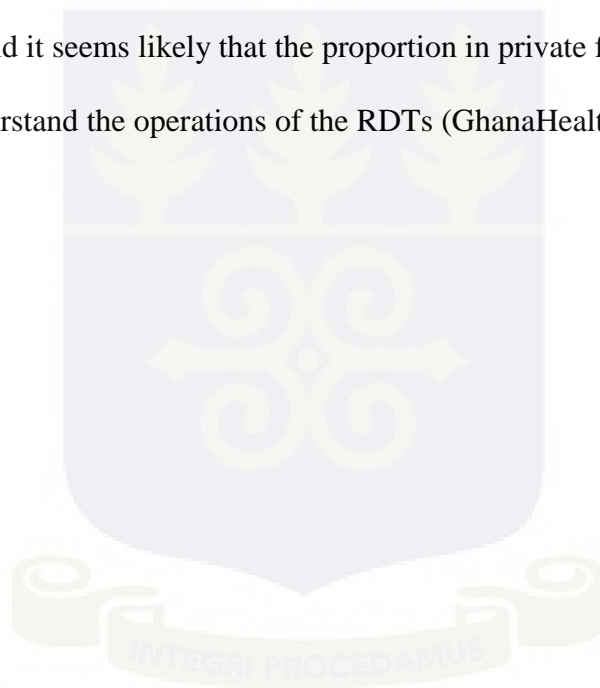 d it seems likely that the proportion in private f
rstand the operations of the RDTs (GhanaHealt
INTEGRI PROCEDAMUS